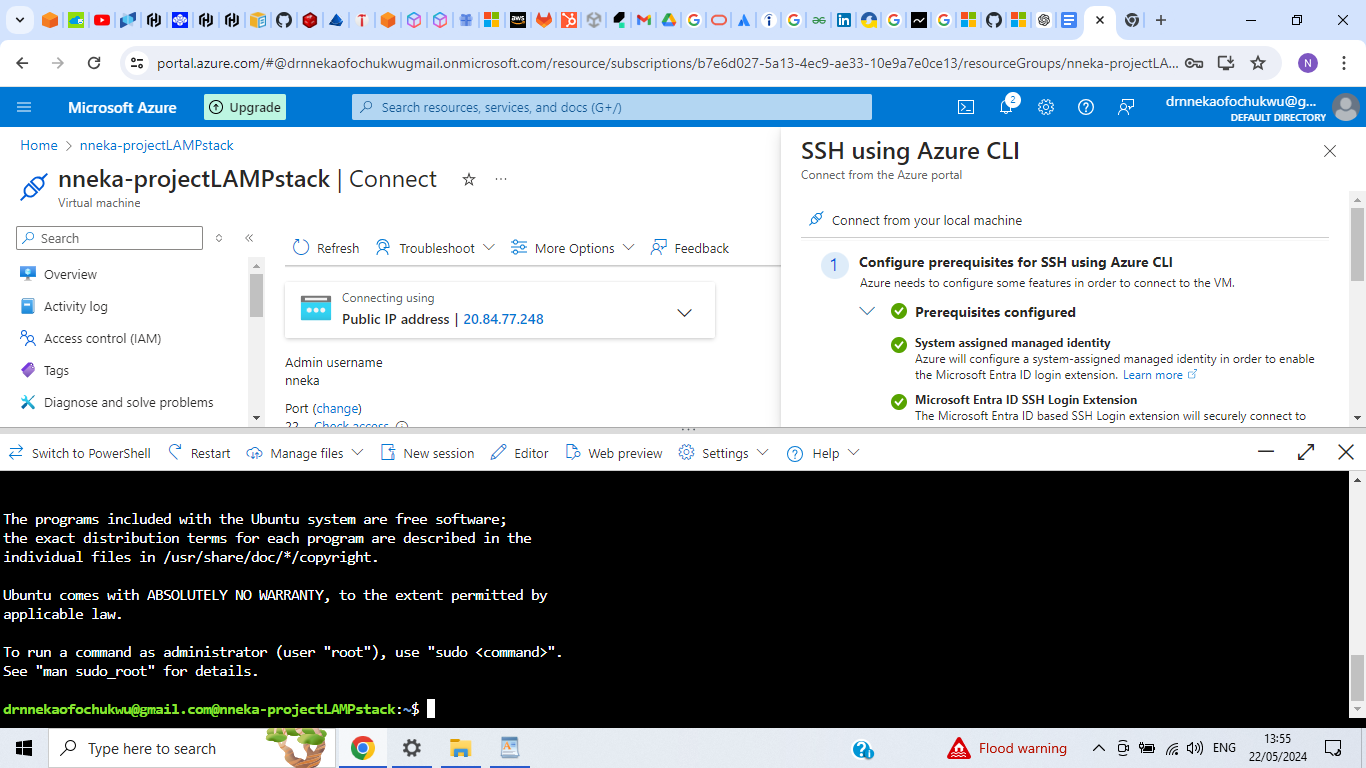 portal.azure.com/#@drnnekaofochukwugmail.onmicrosoft.com/resource/subscriptions/b7e6d027-5a13-4ec9-ae33-10e9a7e0ce13/resourceGroups/nneka-projectLA...
N
Microsoft Azure
Upgrade
Search resources, services, and docs (G+/)
2
drnnekaofochukwu@g...
DEFAULT DIRECTORY
Home > nneka-projectLAMPstack
nneka-projectLAMPstack | Connect
Virtual machine
Search
Overview
Activity log
Access control (IAM)
Tags
Diagnose and solve problems
Refresh
Troubleshoot
More Options
Feedback
Connecting using
Public IP address | 20.84.77.248
Admin username
nneka
Port (change)
22 Check access
SSH using Azure CLI
Connect from the Azure portal
Connect from your local machine
1
Configure prerequisites for SSH using Azure CLI
Azure needs to configure some features in order to connect to the VM.
Prerequisites configured
System assigned managed identity
Azure will configure a system-assigned managed identity in order to enable
the Microsoft Entra ID login extension. Learn more
Microsoft Entra ID SSH Login Extension
The Microsoft Entra ID based SSH Login extension will securely connect to
Switch to PowerShell
Restart
Manage files
New session
Editor
Web preview
Settings
Help
The programs included with the Ubuntu system are free software;
the exact distribution terms for each program are described in the
individual files in /usr/share/doc/*/copyright.
Ubuntu comes with ABSOLUTELY NO WARRANTY, to the extent permitted by
applicable law.
To run a command as administrator (user "root"), use "sudo <command>".
See "man sudo_root" for details.
drnnekaofochukwu@gmail.com@nneka-projectLAMPstack:~$
Type here to search
Flood warning
ENG
13:55
22/05/2024